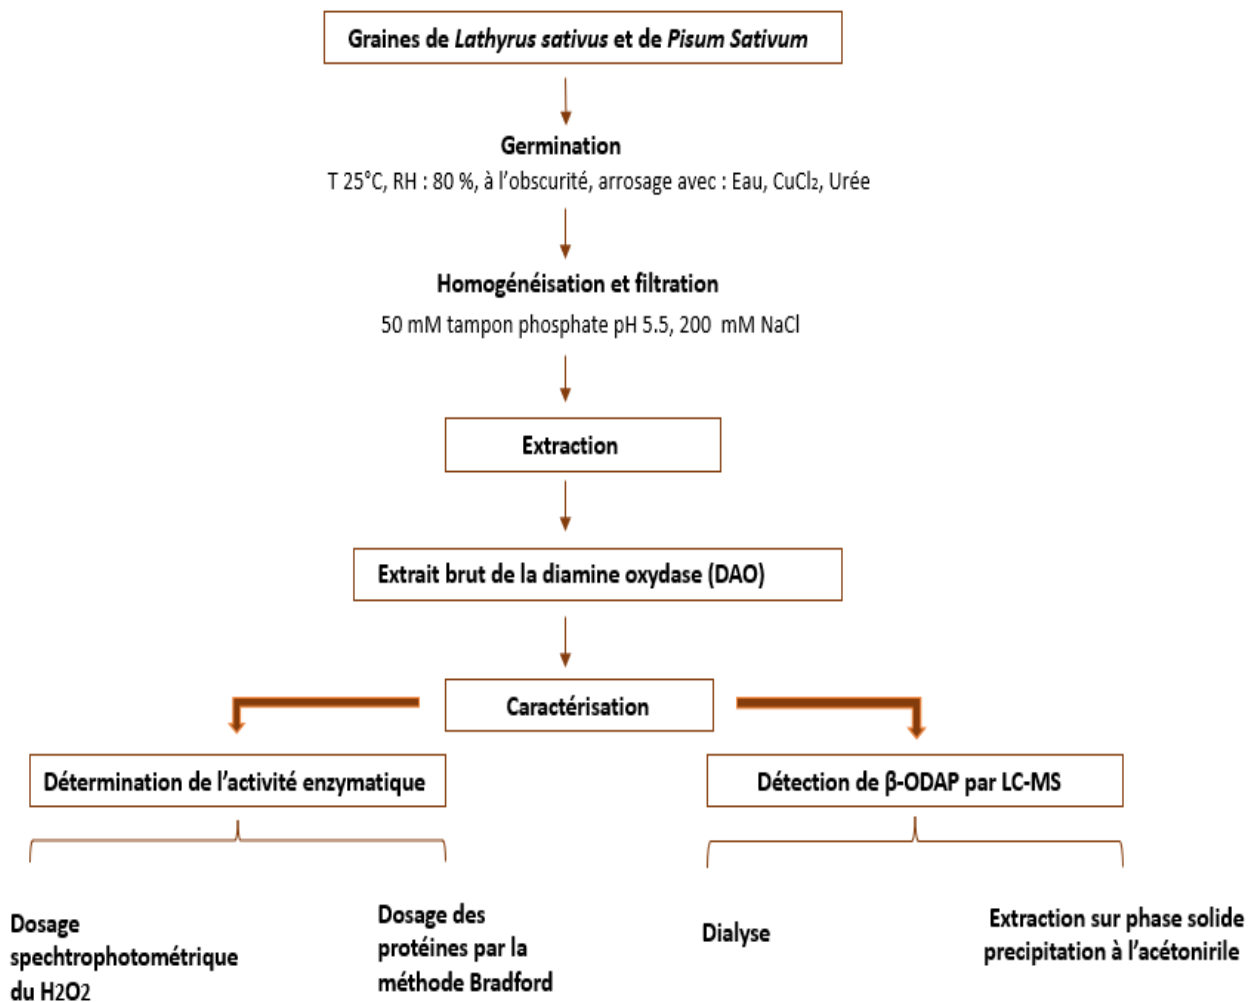 Graines de Lathyrus sativus et de Pisum Sativum
Germination
T 25°C, RH : 80 %, à l'obscurité, arrosage avec : Eau, CuCl₂, Urée
Homogénéisation et filtration
50 mM tampon phosphate pH 5.5, 200 mM NaCl
Extraction
Extrait brut de la diamine oxydase (DAO)
Caractérisation
Détermination de l'activité enzymatique
Détection de β-ODAP par LC-MS
Dosage
spechtrophotométrique
du H2O2
Dosage des
protéines par la
méthode Bradford
Dialyse
Extraction sur phase solide
precipitation à l'acétonirile